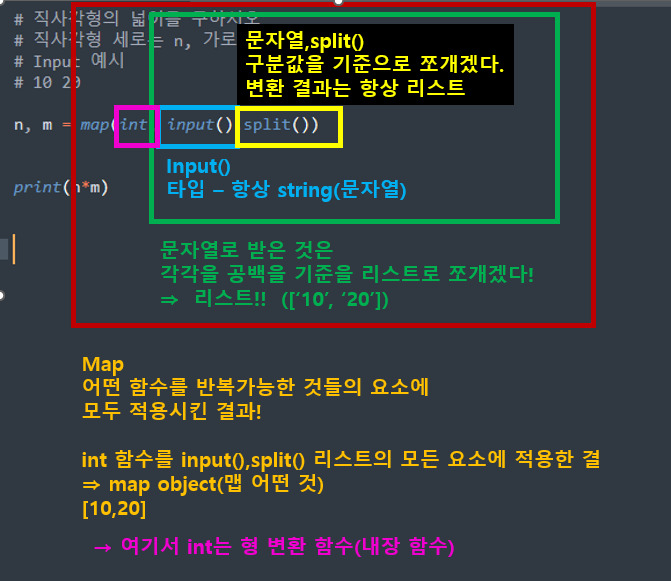 # 직사각형의 넓이를 구하시오
# 직사각형 세로는 n, 가로
# Input 예시
# 10 20
문자열,split()
구분값을 기준으로 쪼개겠다.
변환 결과는 항상 리스트
n, m = map(int input() split())
Input()
타입 – 항상 string(문자열)
print(n*m)
문자열로 받은 것은
각각을 공백을 기준을 리스트로 쪼개겠다!
⇒ 리스트!! ([‘10’, ‘20’])
Map
어떤 함수를 반복가능한 것들의 요소에
모두 적용시킨 결과!
int 함수를 input(),split() 리스트의 모든 요소에 적용한 결
⇒ map object(맵 어떤 것)
[10,20]
→ 여기서 int는 형 변환 함수(내장 함수)